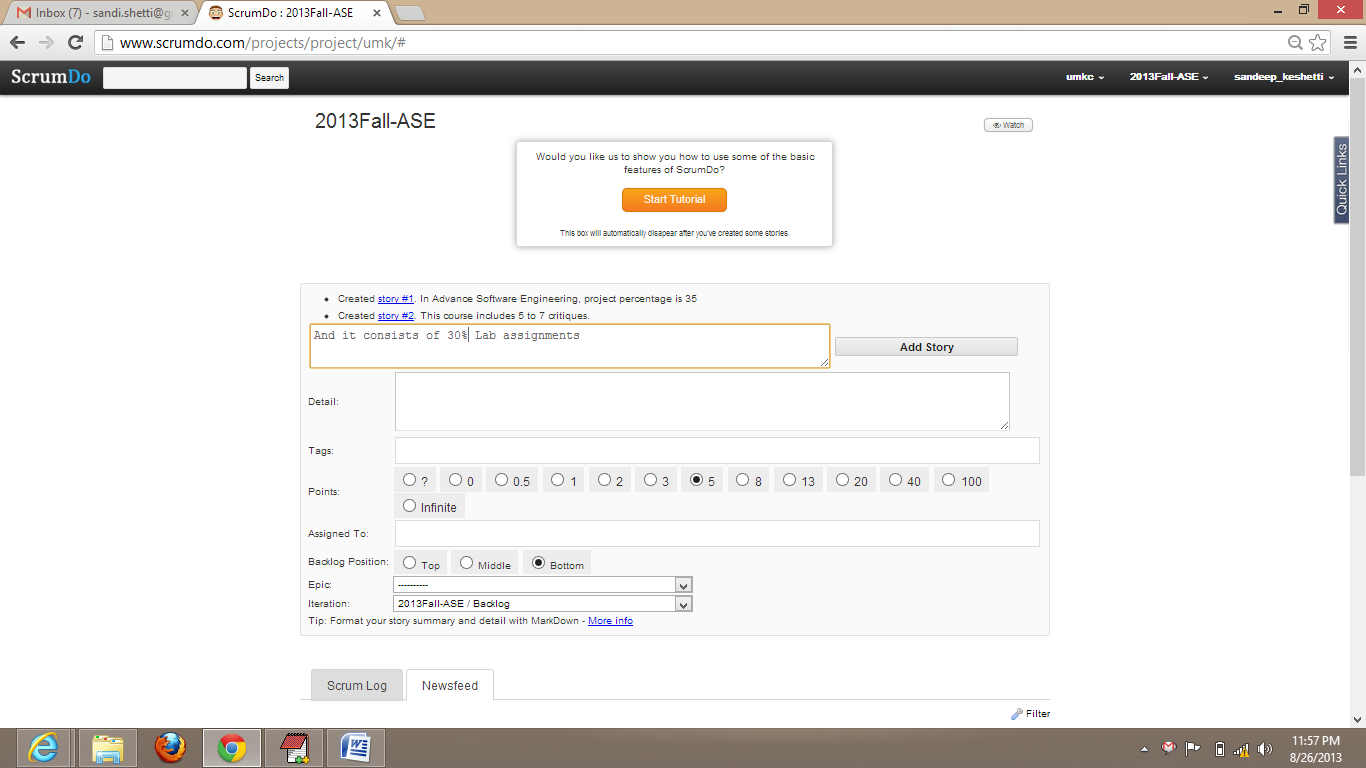 Inbox (7) - sandi.shetti@g
ScrumDo : 2013Fall-ASE
www.scrumdo.com/projects/project/umk/#
ScrumDo
Search
umkc
2013Fall-ASE
sandeep_keshetti
2013Fall-ASE
Watch
Would you like us to show you how to use some of the basic
features of ScrumDo?
Start Tutorial
This box will automatically disapear after you've created some stories.
Quick Links
Created story #1. In Advance Software Engineering, project percentage is 35
Created story #2. This course includes 5 to 7 critiques.
And it consists of 30% Lab assignments
Add Story
Detail:
Tags:
Points:
? 0 0.5 1 2 3 5 8 13 20 40 100
Infinite
Assigned To:
Backlog Position: Top Middle Bottom
Epic: ----------
Iteration: 2013Fall-ASE / Backlog
Tip: Format your story summary and detail with MarkDown - More info
Scrum Log
Newsfeed
Filter
11:57 PM
8/26/2013